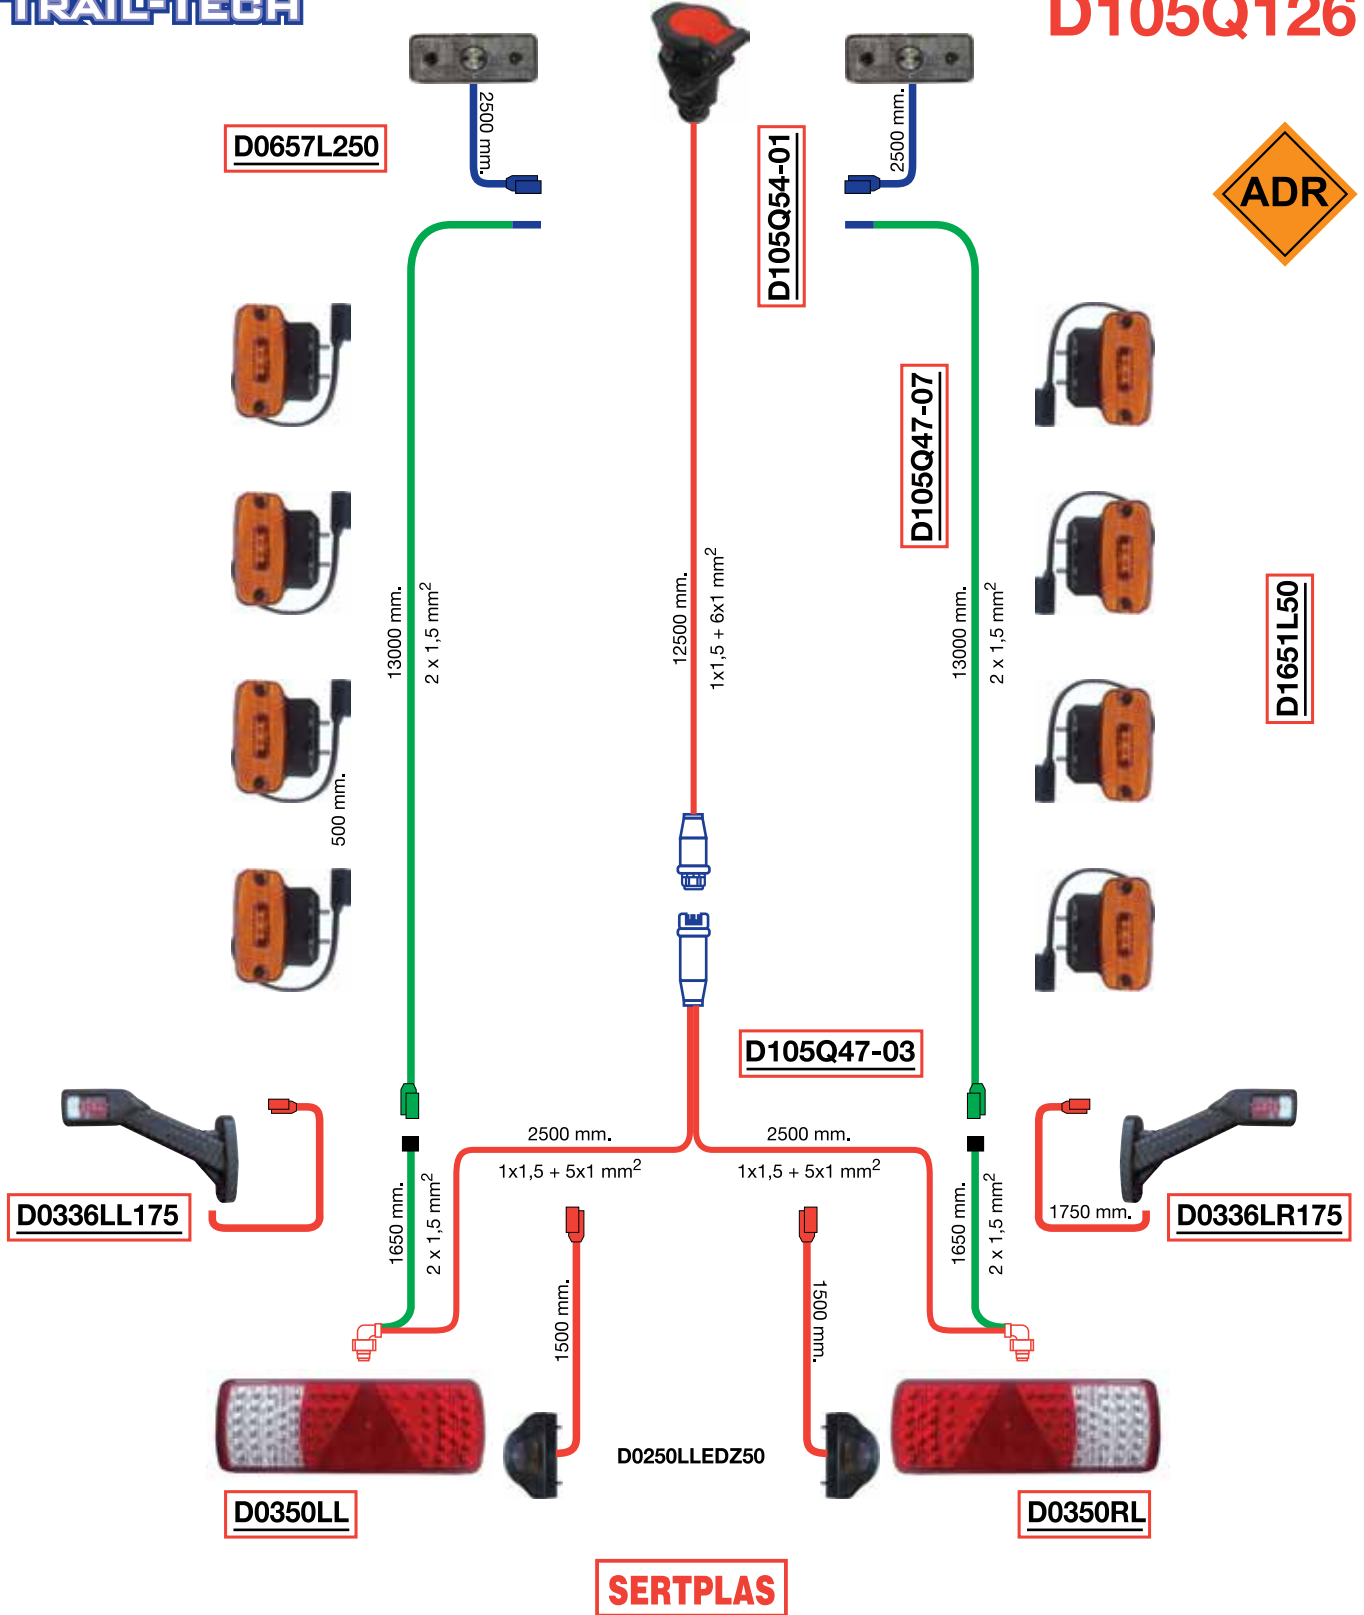 TRAIL-TECH
D105Q126
D0657L250
2500 mm.
2500 mm.
D105Q54-01
ADR
D105Q47-07
13000 mm.
2 x 1,5 mm²
12500 mm.
1x1,5 + 6x1 mm²
13000 mm.
2 x 1,5 mm²
D1651L50
500 mm.
D105Q47-03
2500 mm.
1x1,5 + 5x1 mm²
2500 mm.
1x1,5 + 5x1 mm²
D0336LL175
1650 mm.
2 x 1,5 mm²
1650 mm.
2 x 1,5 mm²
1750 mm.
D0336LR175
1500 mm.
1500 mm.
D0250LLEDZ50
D0350LL
D0350RL
SERTPLAS